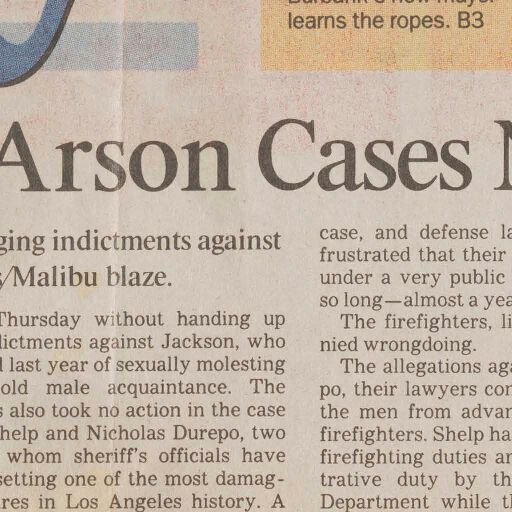 learns the ropes. B3
Arson Cases
ging indictments against
s/Malibu blaze.
Thursday without handing up
dictments against Jackson, who
last year of sexually molesting
old male acquaintance. The
s also took no action in the case
help and Nicholas Durepo, two
whom sheriff's officials have
setting one of the most damag-
res in Los Angeles history. A
case, and defense la
frustrated that their
under a very public
so long—almost a yea
The firefighters, li
nied wrongdoing.
The allegations aga
po, their lawyers con
the men from advan
firefighters. Shelp ha
firefighting duties an
trative duty by th
Department while th